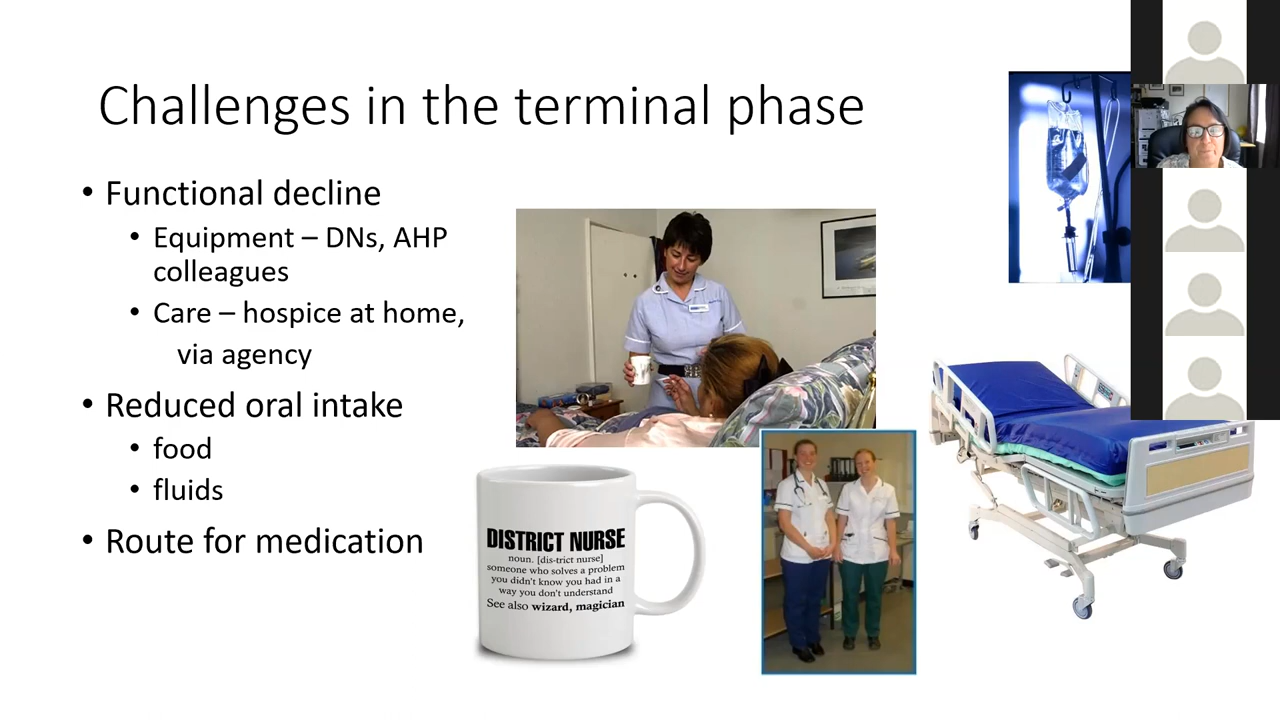 Challenges in the terminal phase
• Functional decline
• Equipment – DNs, AHP
colleagues
• Care – hospice at home,
via agency
• Reduced oral intake
• food
• fluids
• Route for medication
DISTRICT NURSE
noun. [dis-trict nurse]
someone who solves a problem
you didn't know you had in a
way you don't understand
See also wizard, magician